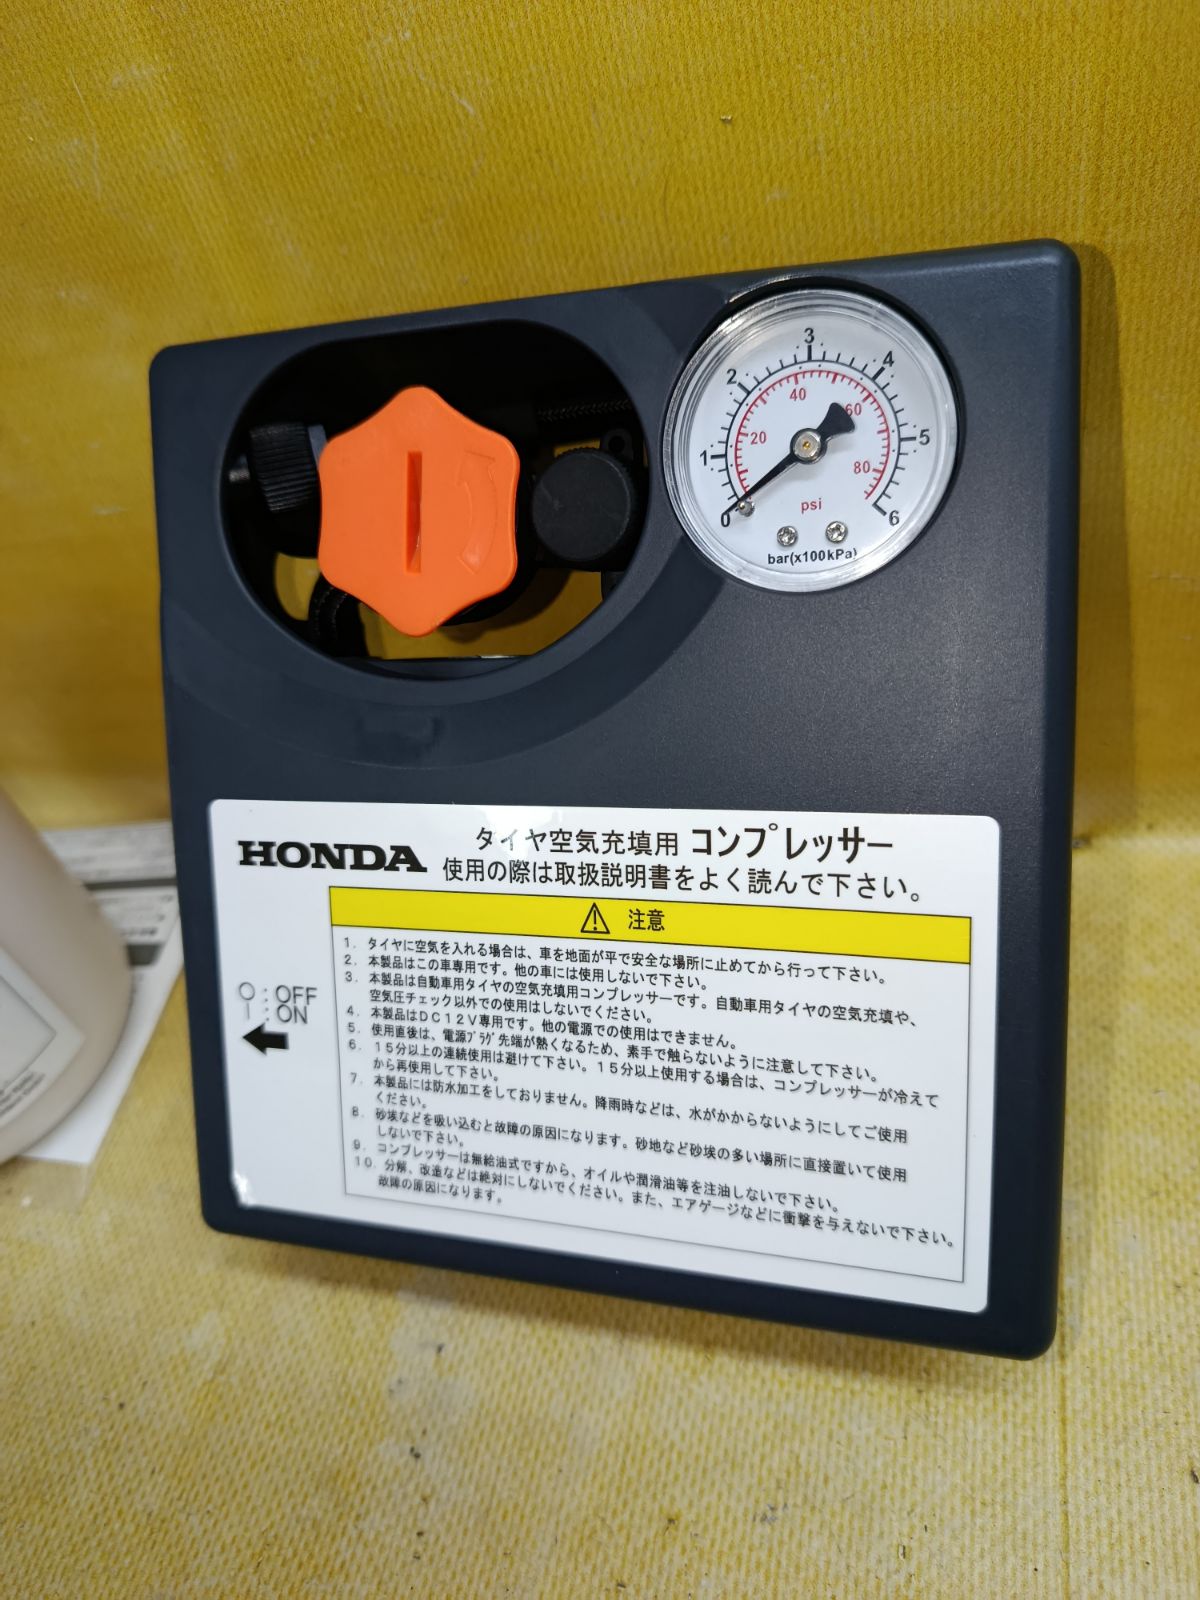 3
2
4
40
60
20
1
5
80
psi
0
6
bar(x100kPa)
HONDA
タイヤ空気充填用 コンプレッサー
使用の際は取扱説明書をよく読んで下さい。
注意
1. タイヤに空気を入れる場合は、車を地面が平で安全な場所に止めてから行って下さい。
2. 本製品はこの車専用です。他の車には使用しないで下さい。
3. 本製品は自動車用タイヤの空気充填用コンプレッサーです。自動車用タイヤの空気充填や、
空気圧チェック以外での使用はしないでください。
4. 本製品はDC12V専用です。他の電源での使用はできません。
5. 使用直後は、電源プラグ先端が熱くなるため、素手で触らないように注意して下さい。
6. 15分以上の連続使用は避けて下さい。15分以上使用する場合は、コンプレッサーが冷えて
から再使用して下さい。
7. 本製品には防水加工をしておりません。降雨時などは、水がかからないようにしてご使用
ください。
8. 砂埃などを吸い込むと故障の原因になります。砂地など砂埃の多い場所に直接置いて使用
しないで下さい。
9. コンプレッサーは無給油式ですから、オイルや潤滑油等を注油しないで下さい。
10. 分解、改造などは絶対にしないでください。また、エアゲージなどに衝撃を与えないで下さい。
故障の原因になります。
O : OFF
I : ON